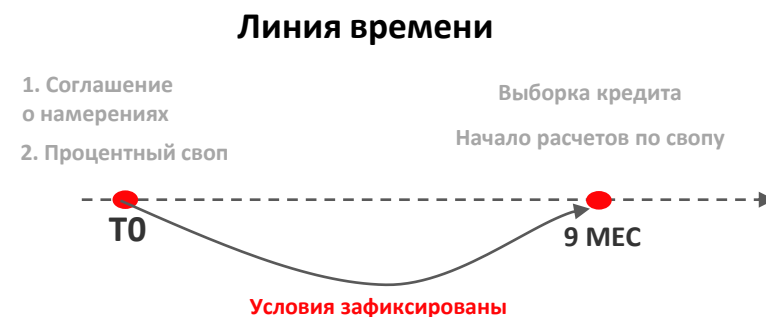 Линия времени
1. Соглашение
о намерениях
2. Процентный своп
Выборка кредита
Начало расчетов по свопу
T0
9 МЕС
Условия зафиксированы